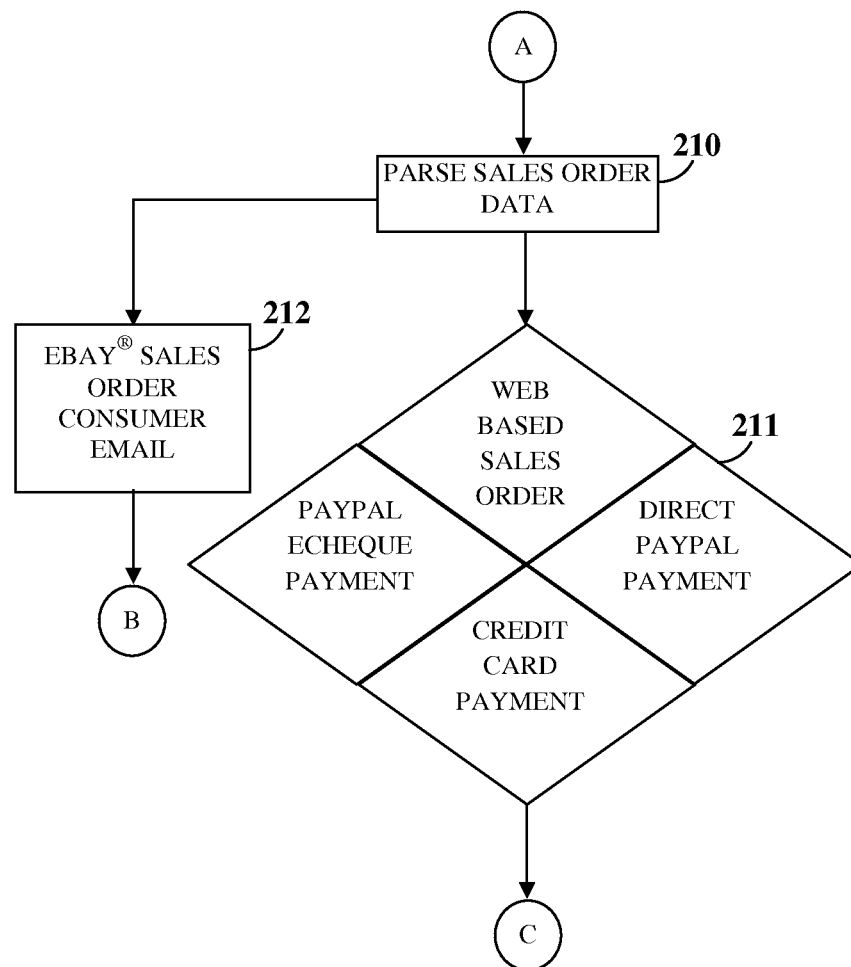 A
210
PARSE SALES ORDER
DATA
212
EBAY® SALES
ORDER
CONSUMER
EMAIL
211
WEB
BASED
SALES
ORDER
PAYPAL
ECHEQUE
PAYMENT
DIRECT
PAYPAL
PAYMENT
CREDIT
CARD
PAYMENT
B
C